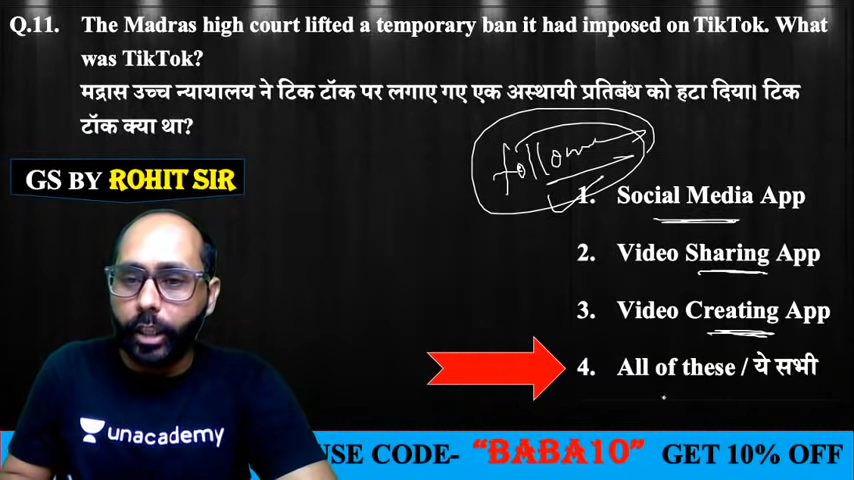 Q.11. The Madras high court lifted a temporary ban it had imposed on TikTok. What
was TikTok?
मद्रास उच्च न्यायालय ने टिक टॉक पर लगाए गए एक अस्थायी प्रतिबंध को हटा दिया। टिक
टॉक क्या था?
GS BY ROHIT SIR
follow
1. Social Media App
2. Video Sharing App
3. Video Creating App
4. All of these / ये सभी
unacademy
USE CODE- "BABA10" GET 10% OFF